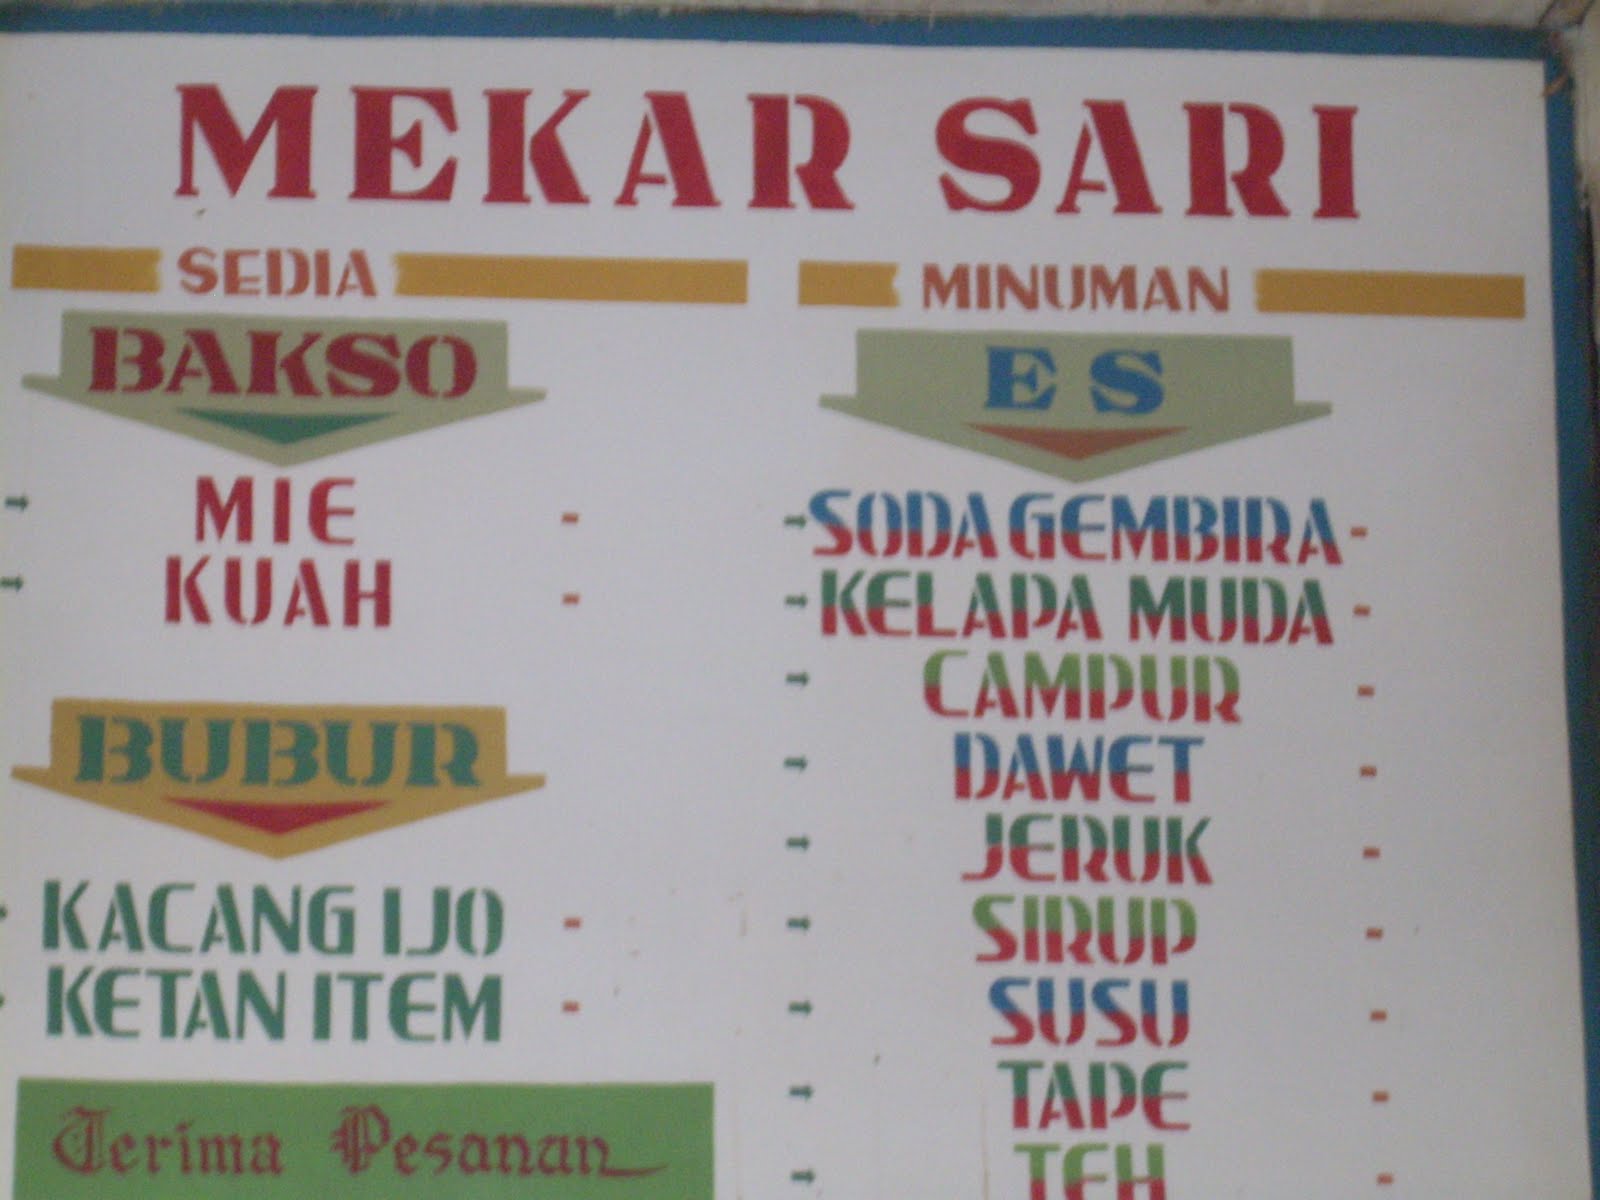 MEKAR SARI
SEDIA
BAKSO
MIE -
KUAH -
BUBUR
KACANG IJO -
KETAN ITEM -
Terima Pesanan
MINUMAN
ES
SODA GEMBIRA -
KELAPA MUDA -
CAMPUR -
DAWET -
JERUK -
SIRUP -
SUSU -
TAPE -
TEH -